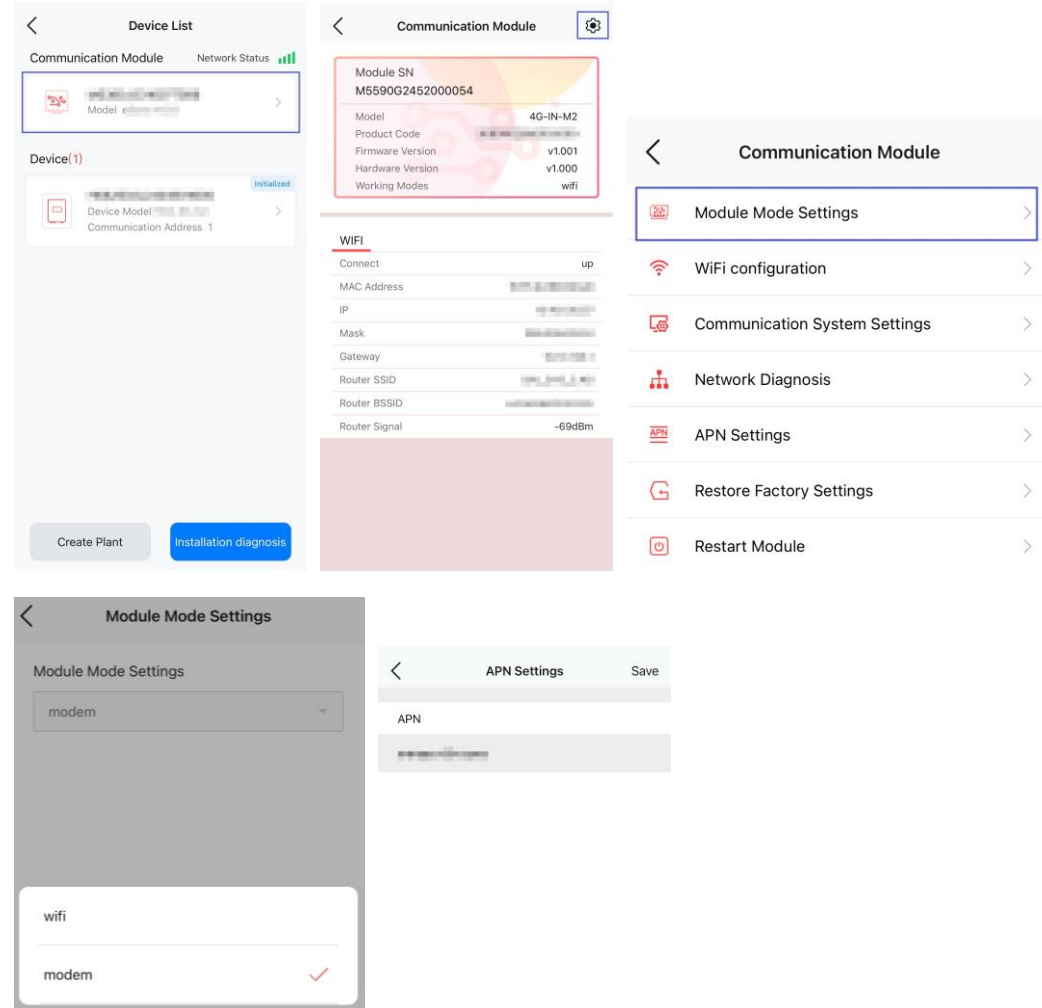 Device List
Communication Module Network Status
Model
Device(1)
Initialized
Device Model
Communication Address 1
Create Plant Installation diagnosis
Communication Module
Module SN
M5590G2452000054
Model 4G-IN-M2
Product Code
Firmware Version v1.001
Hardware Version v1.000
Working Modes wifi
WIFI
Connect up
MAC Address
IP
Mask
Gateway
Router SSID
Router BSSID
Router Signal -69dBm
Communication Module
Module Mode Settings
WiFi configuration
Communication System Settings
Network Diagnosis
APN
APN Settings
Restore Factory Settings
Restart Module
Module Mode Settings
Module Mode Settings
modem
wifi
modem
APN Settings Save
APN